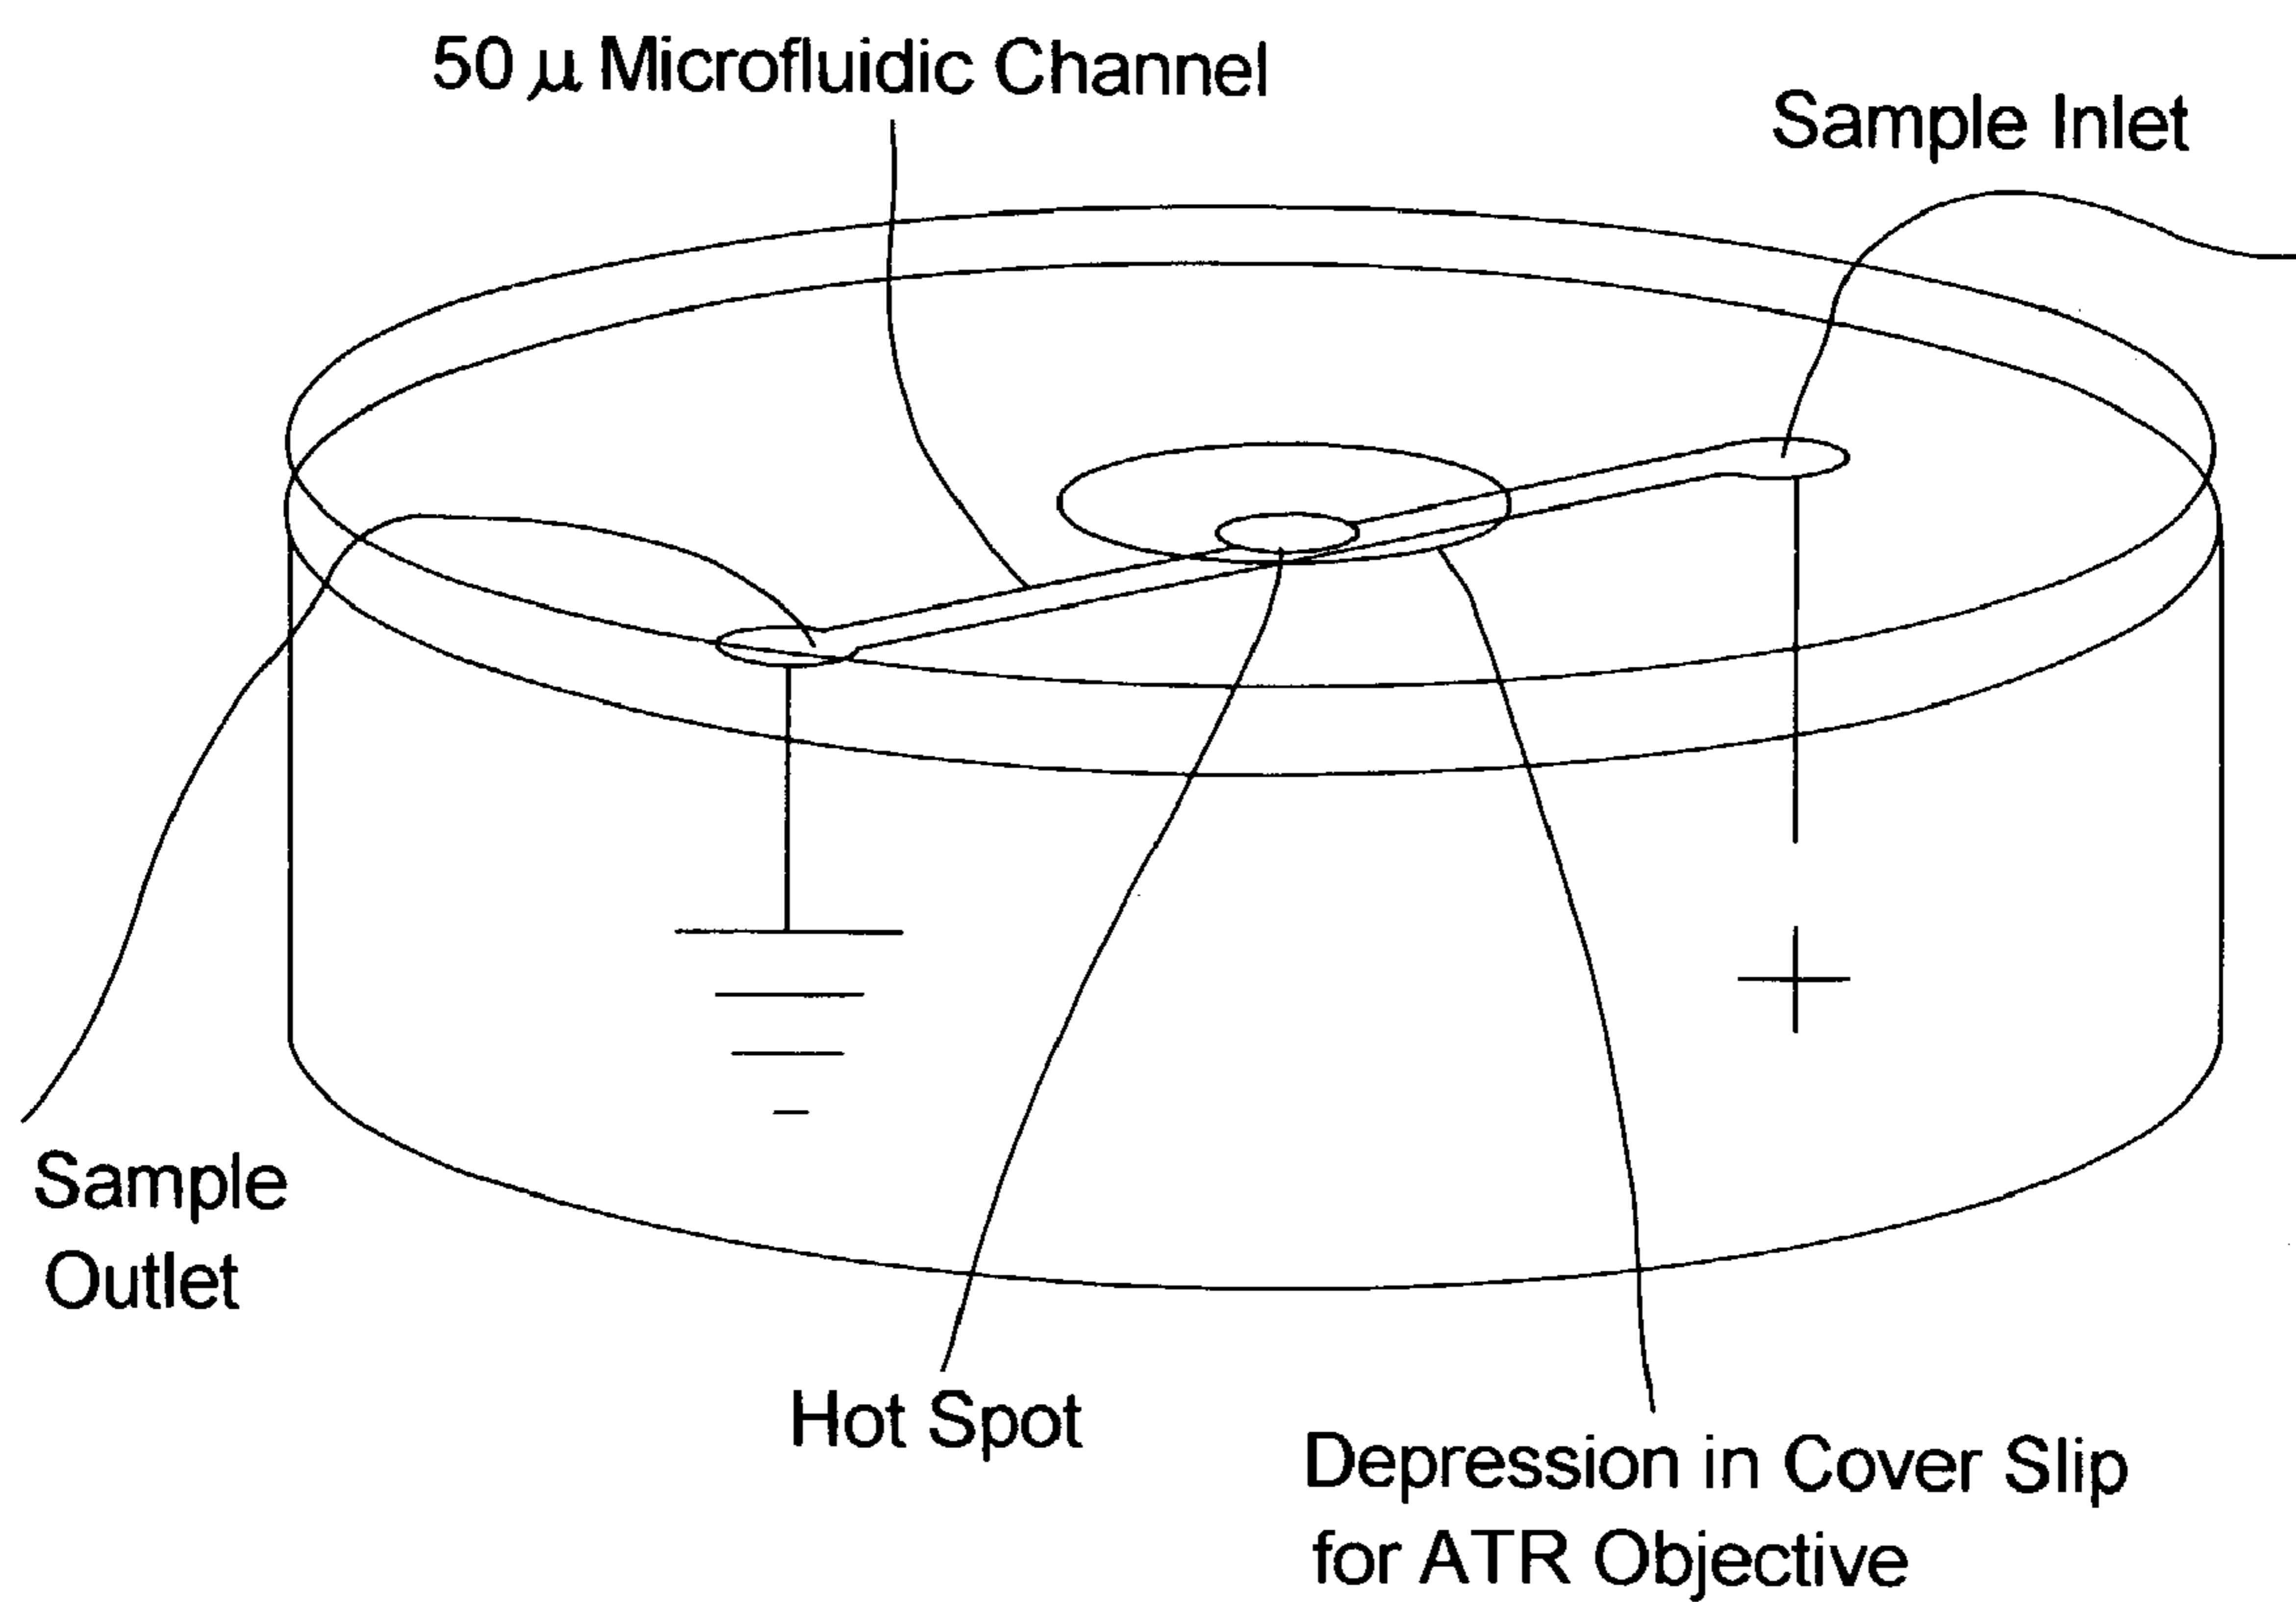 50 μ Microfluidic Channel
Sample Inlet
+
Sample
Outlet
Hot Spot
Depression in Cover Slip
for ATR Objective